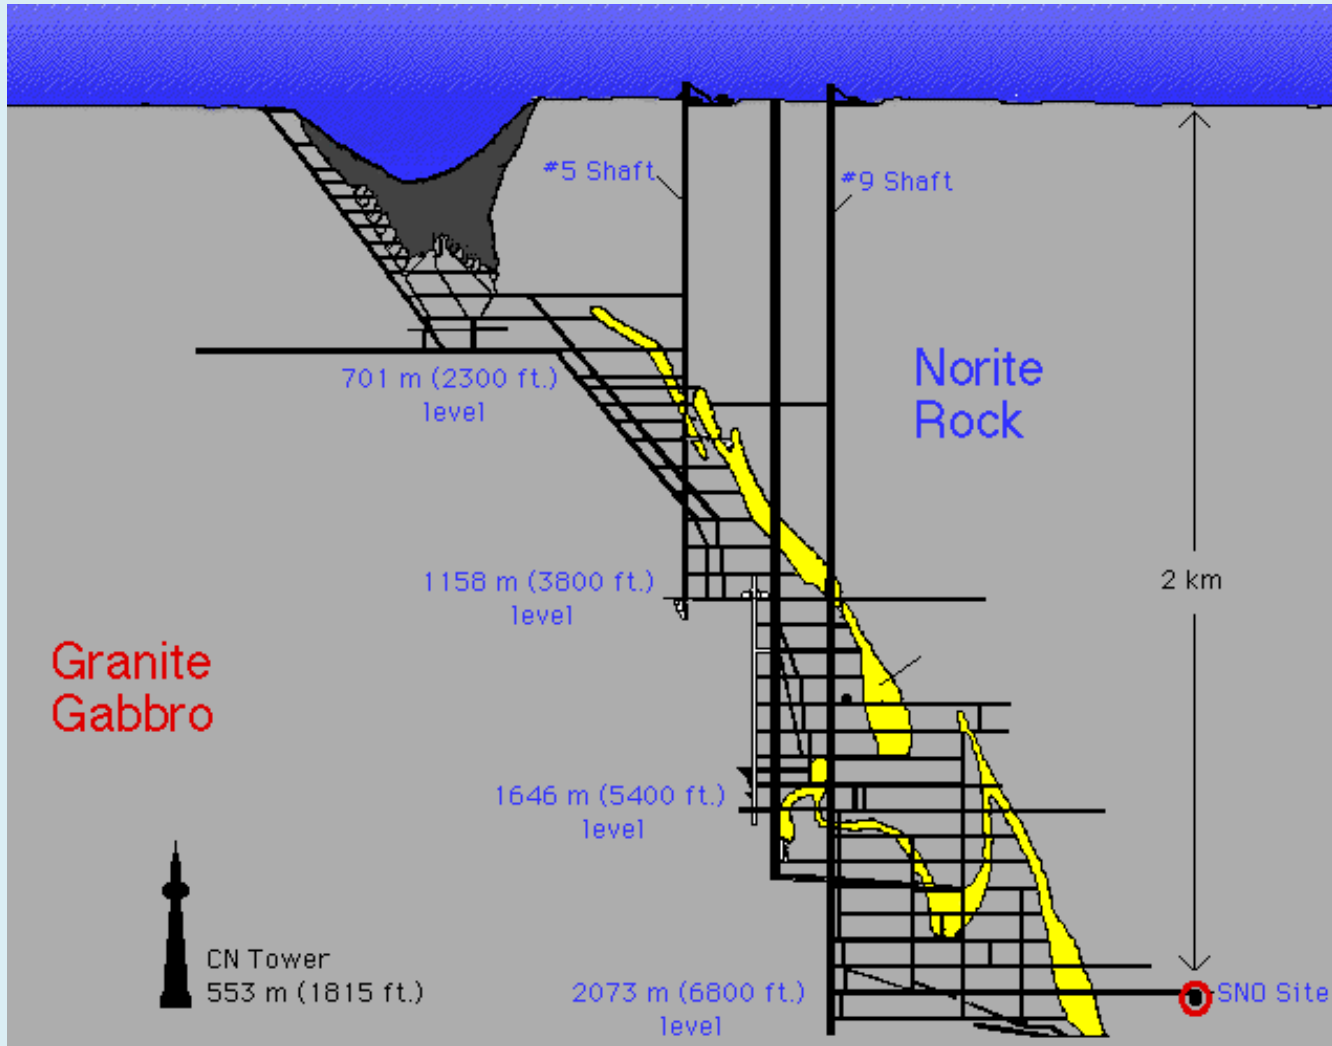 #5 Shaft
#9 Shaft
Norite
Rock
701 m (2300 ft.)
level
1158 m (3800 ft.)
level
2 km
Granite
Gabbro
1646 m (5400 ft.)
level
CN Tower
553 m (1815 ft.)
2073 m (6800 ft.)
level
SNO Site